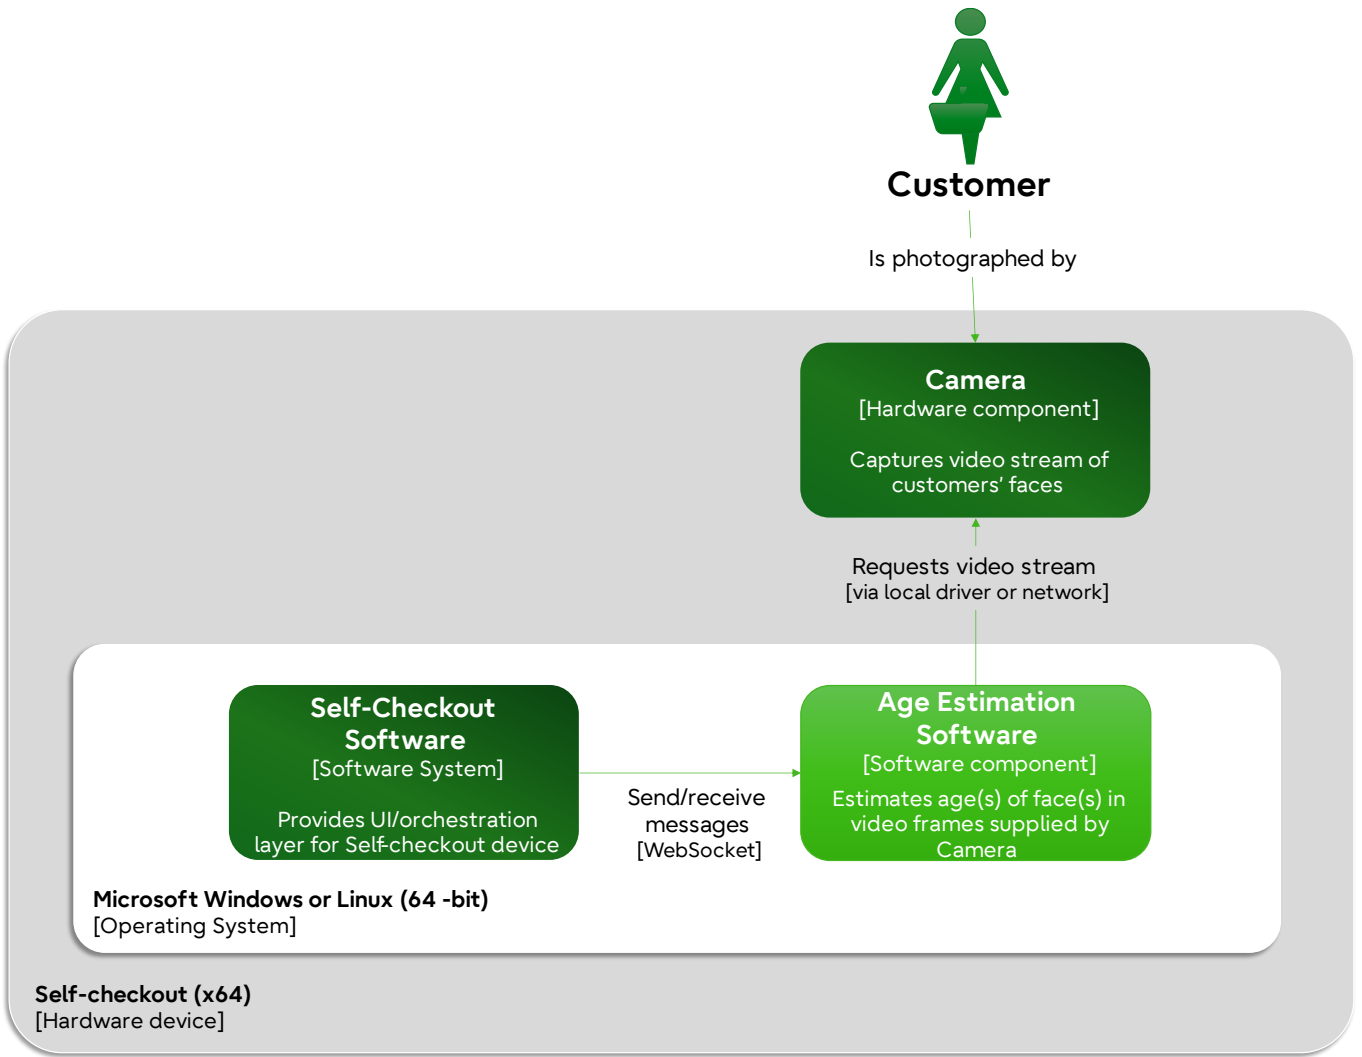 Customer
Is photographed by
Camera
[Hardware component]
Captures video stream of
customers’ faces
Requests video stream
[via local driver or network]
Self-Checkout
Software
[Software System]
Provides UI/orchestration
layer for Self-checkout device
Send/receive
messages
[WebSocket]
Age Estimation
Software
[Software component]
Estimates age(s) of face(s) in
video frames supplied by
Camera
Microsoft Windows or Linux (64 -bit)
[Operating System]
Self-checkout (x64)
[Hardware device]